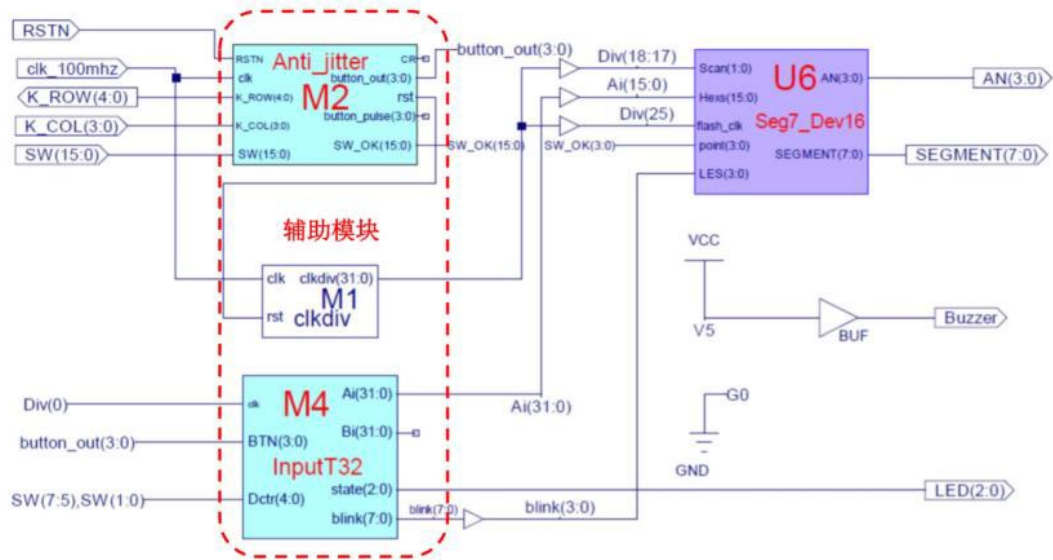 RSTN
clk_100mhz
K_ROW(4:0)
K_COL(3:0)
SW(15:0)
Anti_jitter
M2
RSTN
clk
K_ROW(4:0)
K_COL(3:0)
SW(15:0)
CR
button_out(3:0)
rst
button_pulse(3:0)
SW_OK(15:0)
button_out(3:0)
SW_OK(15:0)
SW_OK(3:0)
Div(18:17)
Ai(15:0)
Div(25)
U6
Seg7_Dev16
Scan(1:0)
Hexs(15:0)
flash_clk
point(3:0)
LES(3:0)
AN(3:0)
SEGMENT(7:0)
AN(3:0)
SEGMENT(7:0)
辅助模块
clk
clkdiv(31:0)
M1
rst
clkdiv
VCC
V5
BUF
Buzzer
G0
GND
Div(0)
button_out(3:0)
SW(7:5),SW(1:0)
M4
InputT32
clk
BTN(3:0)
Dctr(4:0)
Ai(31:0)
Bi(31:0)
state(2:0)
blink(7:0)
Ai(31:0)
blink(7:0)
blink(3:0)
LED(2:0)